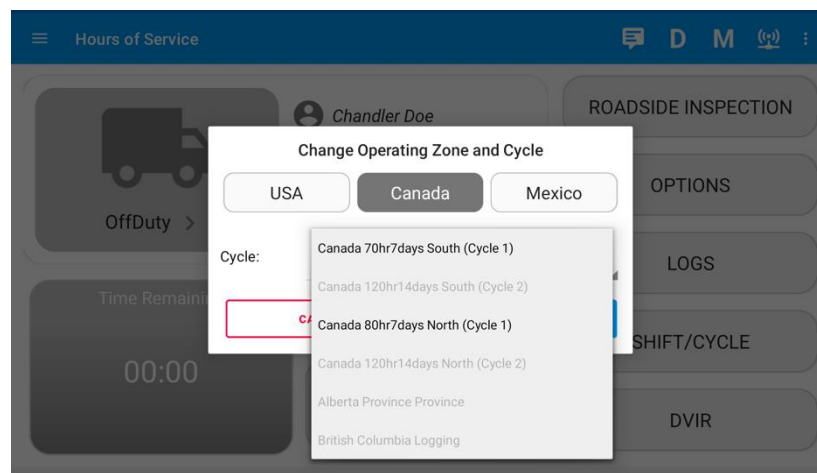 Hours of Service
D M
Chandler Doe
OffDuty >
ROADSIDE INSPECTION
OPTIONS
LOGS
SHIFT/CYCLE
DVIR
Change Operating Zone and Cycle
USA Canada Mexico
Cycle:
Canada 70hr7days South (Cycle 1)
Canada 120hr14days South (Cycle 2)
Canada 80hr7days North (Cycle 1)
Canada 120hr14days North (Cycle 2)
Alberta Province Province
British Columbia Logging
Time
00:00